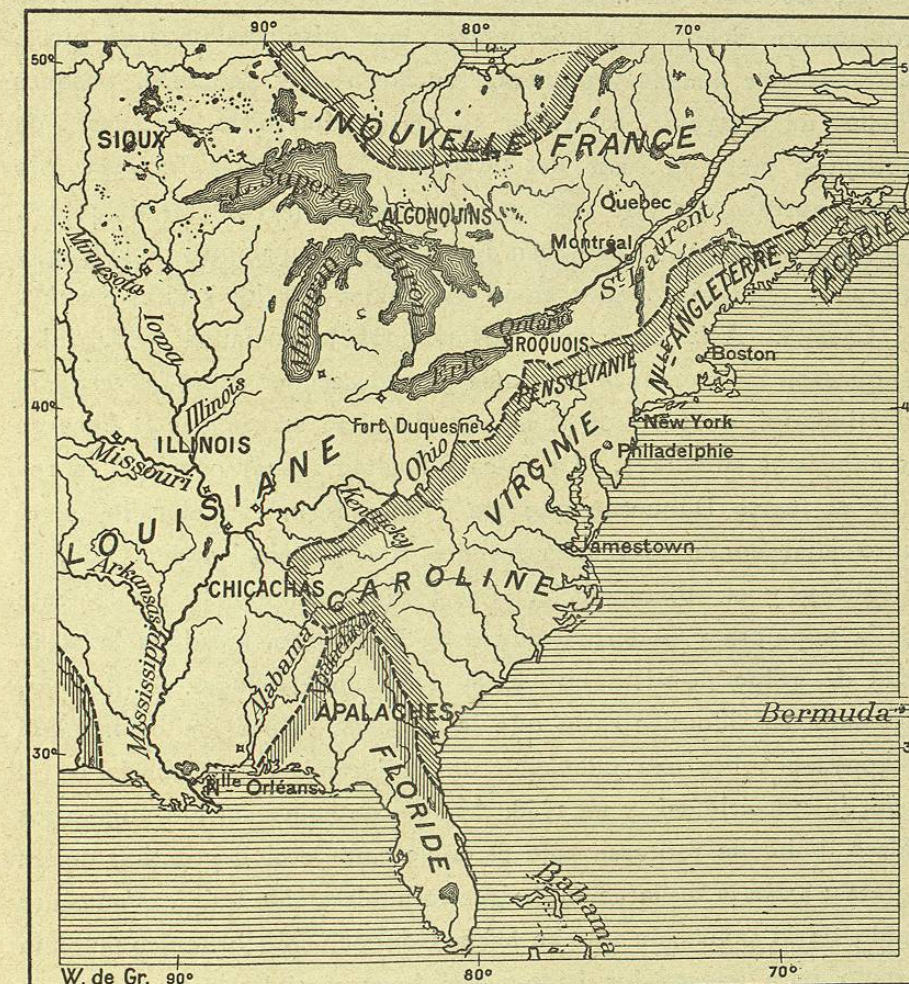 90° 80° 70°
50°
SIOUX
NOUVELLE FRANCE
L. Superior
ALGONQUINS
Quebec
Montréal
St Laurent
ACADIE
Minnesota
Michigan
Huron
Nlle ANGLETERRE
Iowa
Ontario
IROQUOIS
Erie
PENSYLVANIE
Boston
40°
Illinois
Fort Duquesne
New York
ILLINOIS
Ohio
VIRGINIE
Philadelphie
Missouri
LOUISIANE
Kentucky
Jamestown
Arkansas
CHICACHAS
CAROLINE
Mississippi
Alabama
APALACHES
Bermuda
30°
FLORIDE
Nlle Orléans
Bahama
W. de Gr. 90° 80° 70°